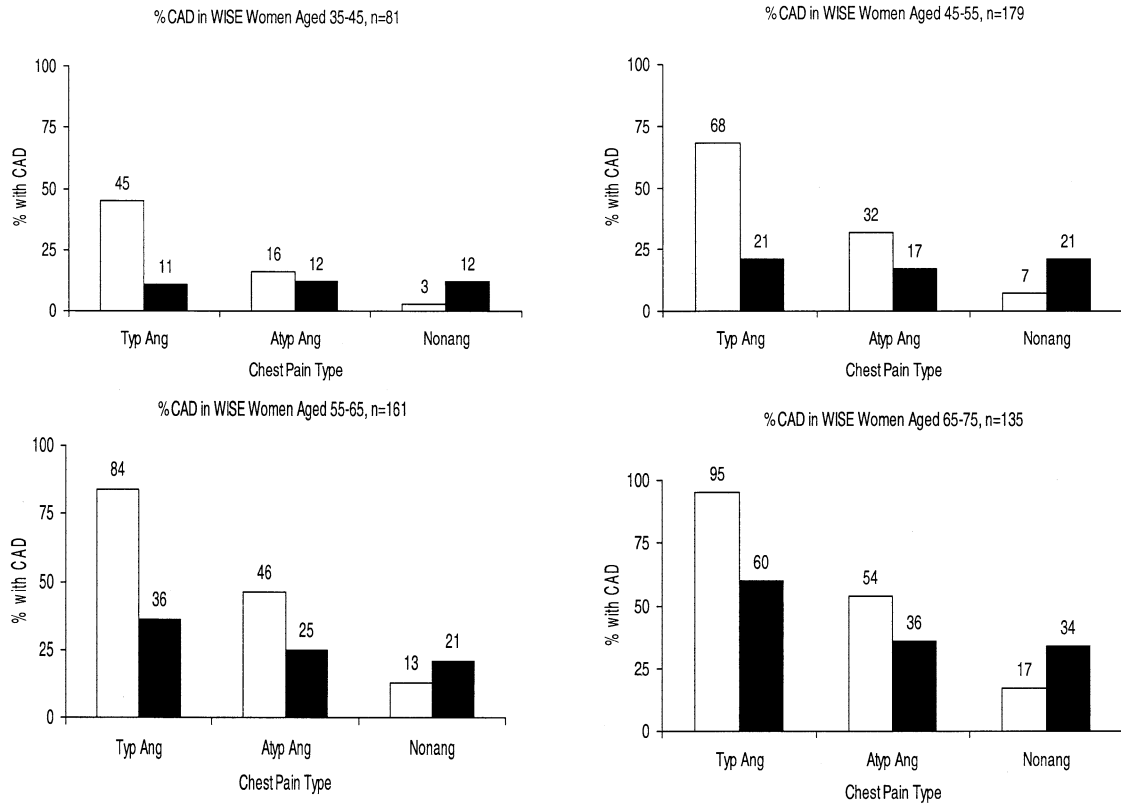 %CAD in WISE Women Aged 35-45, n=81
100
75
50
25
0
% with CAD
45
11
16
12
3
12
Typ Ang
Atyp Ang
Nonang
Chest Pain Type
%CAD in WISE Women Aged 45-55, n=179
100
75
50
25
0
% with CAD
68
21
32
17
7
21
Typ Ang
Atyp Ang
Nonang
Chest Pain Type
%CAD in WISE Women Aged 55-65, n=161
100
75
50
25
0
% with CAD
84
36
46
25
13
21
Typ Ang
Atyp Ang
Nonang
Chest Pain Type
%CAD in WISE Women Aged 65-75, n=135
100
75
50
25
0
% with CAD
95
60
54
36
17
34
Typ Ang
Atyp Ang
Nonang
Chest Pain Type